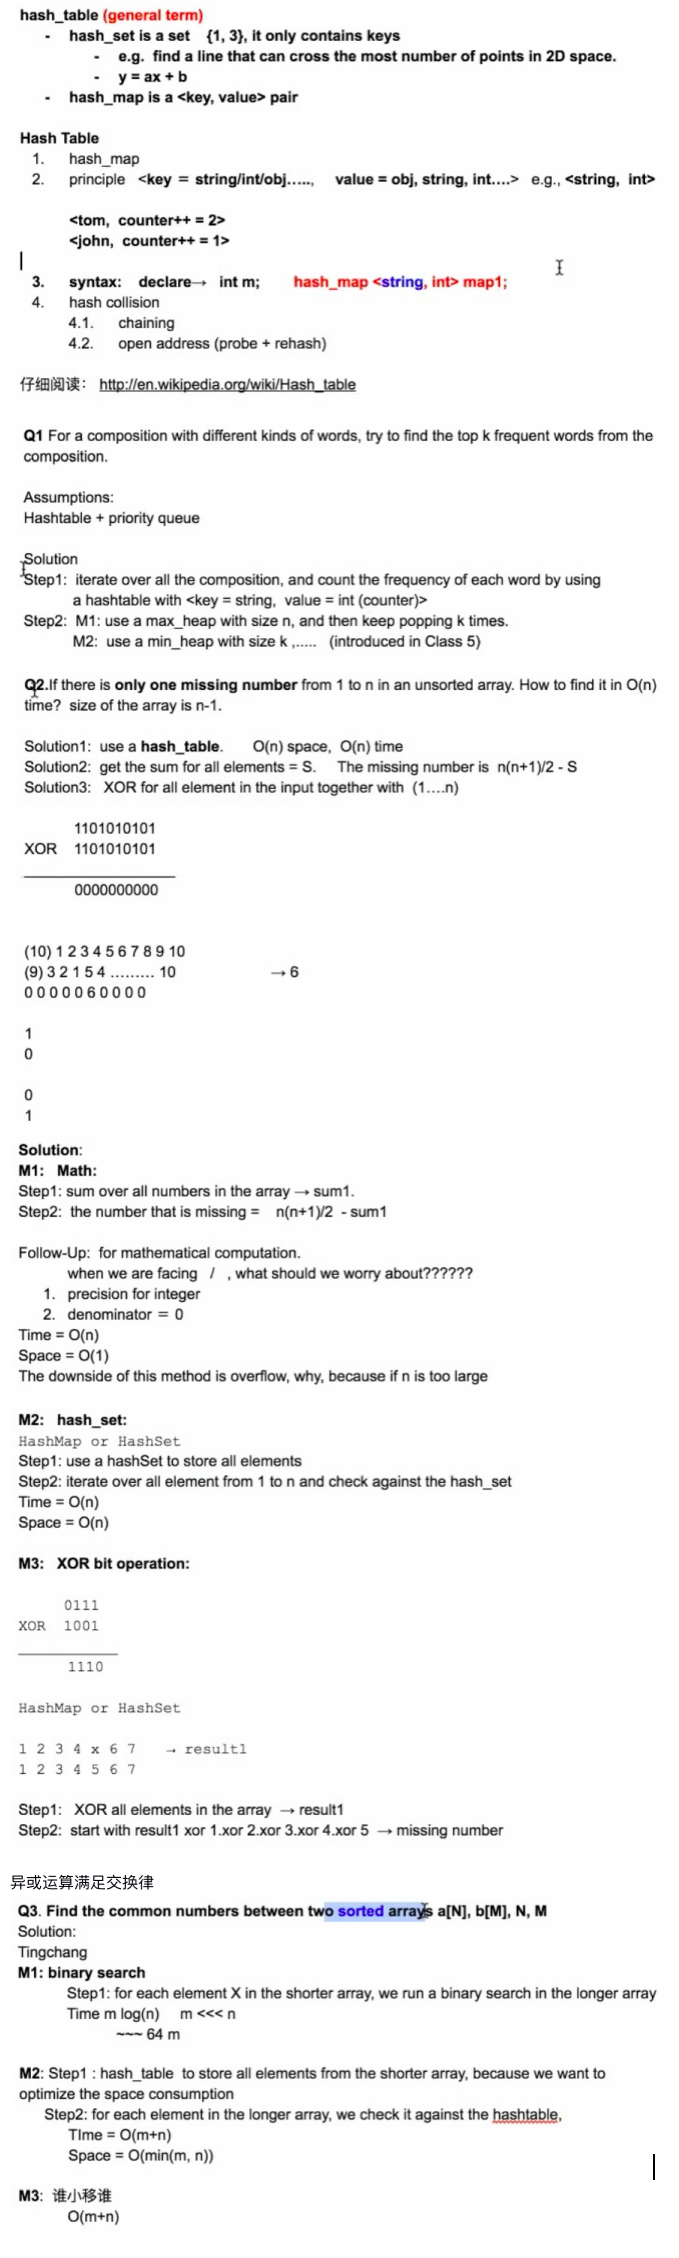 hash_table (general term)
- hash_set is a set {1, 3}, it only contains keys
- e.g. find a line that can cross the most number of points in 2D space.
- y = ax + b
- hash_map is a <key, value> pair
Hash Table
1. hash_map
2. principle <key = string/int/obj....., value = obj, string, int....> e.g., <string, int>
<tom, counter++ = 2>
<john, counter++ = 1>
3. syntax: declare→ int m; hash_map <string, int> map1;
4. hash collision
4.1. chaining
4.2. open address (probe + rehash)
仔细阅读： http://en.wikipedia.org/wiki/Hash_table
Q1 For a composition with different kinds of words, try to find the top k frequent words from the
composition.
Assumptions:
Hashtable + priority queue
Solution
Step1: iterate over all the composition, and count the frequency of each word by using
a hashtable with <key = string, value = int (counter)>
Step2: M1: use a max_heap with size n, and then keep popping k times.
M2: use a min_heap with size k ,..... (introduced in Class 5)
Q2.If there is only one missing number from 1 to n in an unsorted array. How to find it in O(n)
time? size of the array is n-1.
Solution1: use a hash_table. O(n) space, O(n) time
Solution2: get the sum for all elements = S. The missing number is n(n+1)/2 - S
Solution3: XOR for all element in the input together with (1....n)
1101010101
XOR 1101010101
0000000000
(10) 1 2 3 4 5 6 7 8 9 10
(9) 3 2 1 5 4 ......... 10 → 6
0 0 0 0 0 6 0 0 0 0
1
0
0
1
Solution:
M1: Math:
Step1: sum over all numbers in the array → sum1.
Step2: the number that is missing = n(n+1)/2 - sum1
Follow-Up: for mathematical computation.
when we are facing / , what should we worry about??????
1. precision for integer
2. denominator = 0
Time = O(n)
Space = O(1)
The downside of this method is overflow, why, because if n is too large
M2: hash_set:
HashMap or HashSet
Step1: use a hashSet to store all elements
Step2: iterate over all element from 1 to n and check against the hash_set
Time = O(n)
Space = O(n)
M3: XOR bit operation:
0111
XOR 1001
1110
HashMap or HashSet
1 2 3 4 x 6 7 → result1
1 2 3 4 5 6 7
Step1: XOR all elements in the array → result1
Step2: start with result1 xor 1.xor 2.xor 3.xor 4.xor 5 → missing number
异或运算满足交换律
Q3. Find the common numbers between two sorted arrays a[N], b[M], N, M
Solution:
Tingchang
M1: binary search
Step1: for each element X in the shorter array, we run a binary search in the longer array
Time m log(n) m <<< n
~~~ 64 m
M2: Step1 : hash_table to store all elements from the shorter array, because we want to
optimize the space consumption
Step2: for each element in the longer array, we check it against the hashtable,
TIme = O(m+n)
Space = O(min(m, n))
M3: 谁小移谁
O(m+n)